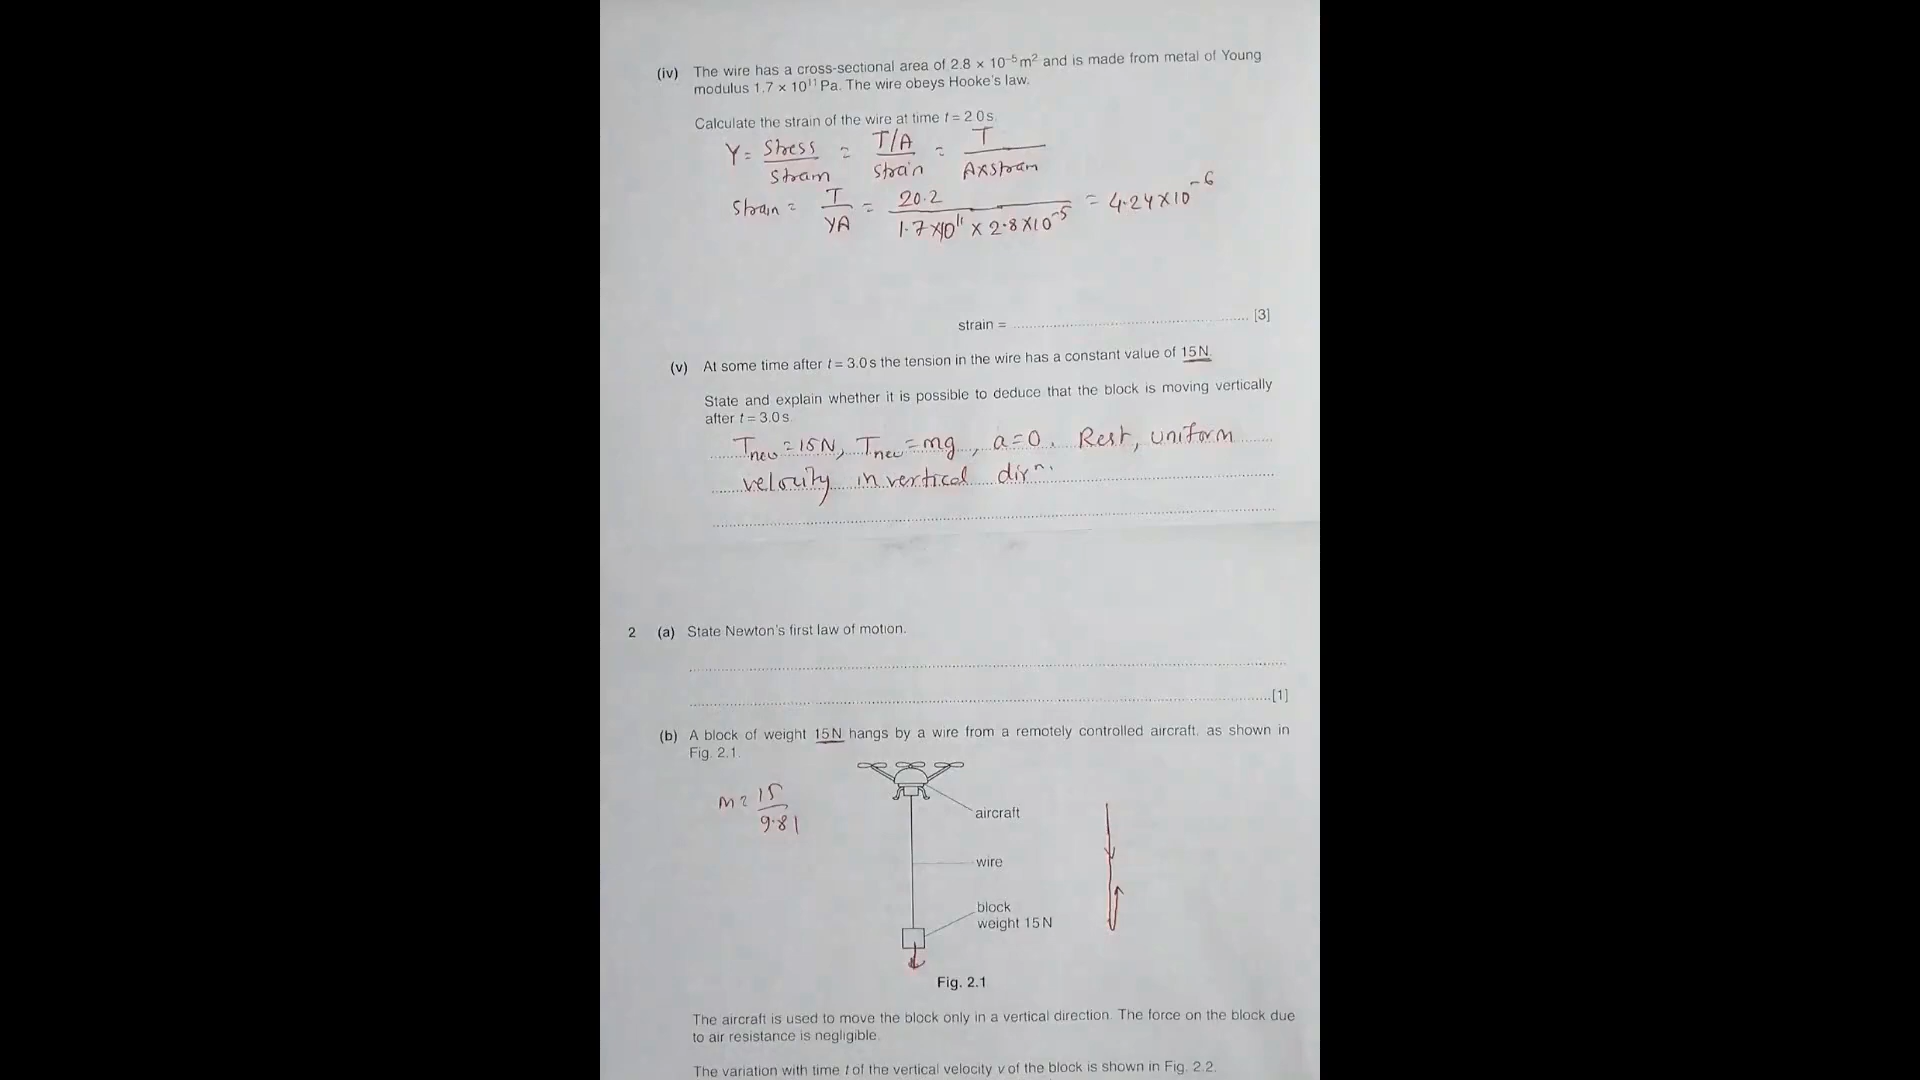 (iv) The wire has a cross-sectional area of 2.8 × 10⁻⁵ m² and is made from metal of Young
modulus 1.7 × 10¹¹ Pa. The wire obeys Hooke's law.
Calculate the strain of the wire at time t = 2.0 s.
Y = Stress/Strain = T/A/Strain = T/A×Strain
Strain = T/YA = 20.2/1.7×10¹¹ × 2.8×10⁻⁵ = 4.24×10⁻⁶
strain = .......... [3]
(v) At some time after t = 3.0 s the tension in the wire has a constant value of 15 N.
State and explain whether it is possible to deduce that the block is moving vertically
after t = 3.0 s.
Tnew = 15N, Tnew = mg, a=0. Rest, uniform
velocity in vertical dirⁿ.
2 (a) State Newton's first law of motion.
.......... [1]
(b) A block of weight 15 N hangs by a wire from a remotely controlled aircraft, as shown in
Fig. 2.1.
m = 15/9.81
aircraft
wire
block
weight 15 N
Fig. 2.1
The aircraft is used to move the block only in a vertical direction. The force on the block due
to air resistance is negligible.
The variation with time t of the vertical velocity v of the block is shown in Fig. 2.2.